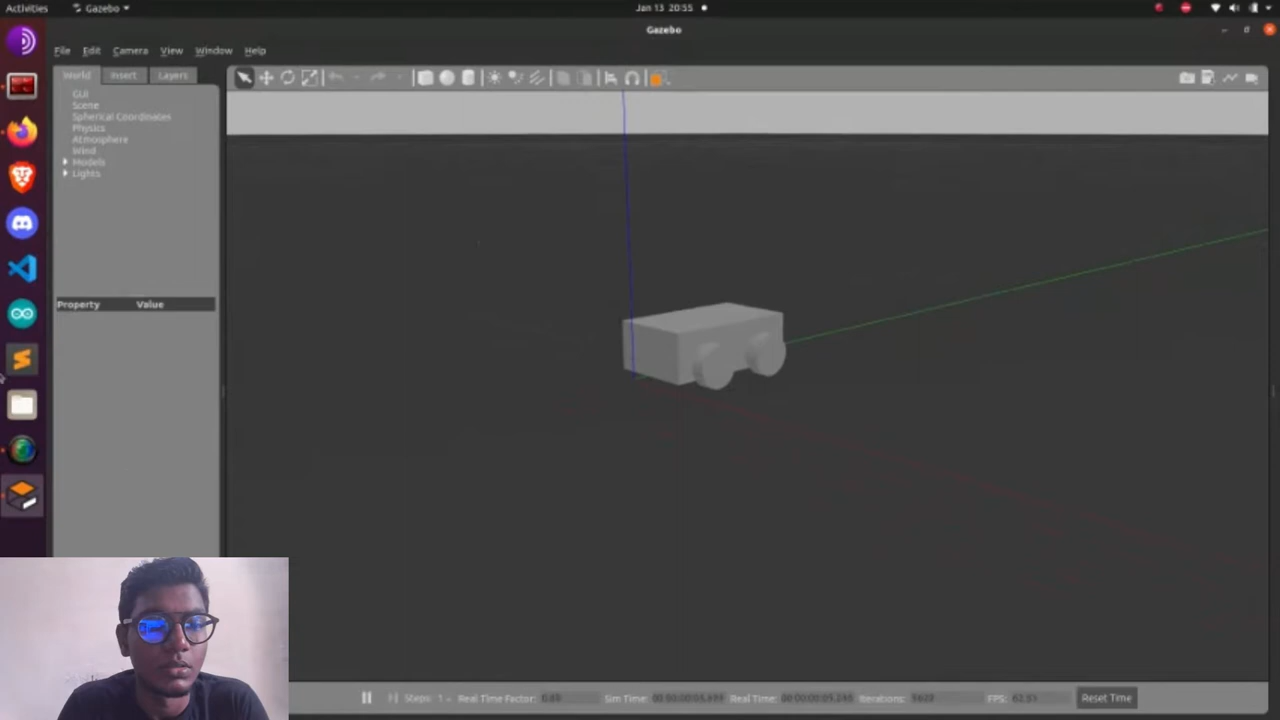 Activities
Gazebo
Jan 13 20:55
Gazebo
File Edit Camera View Window Help
World Insert Layers
GUI
Scene
Spherical Coordinates
Physics
Atmosphere
Wind
Models
Lights
Property Value
Steps: 1 Real Time Factor: Sim Time: Real Time: Iterations: FPS: Reset Time